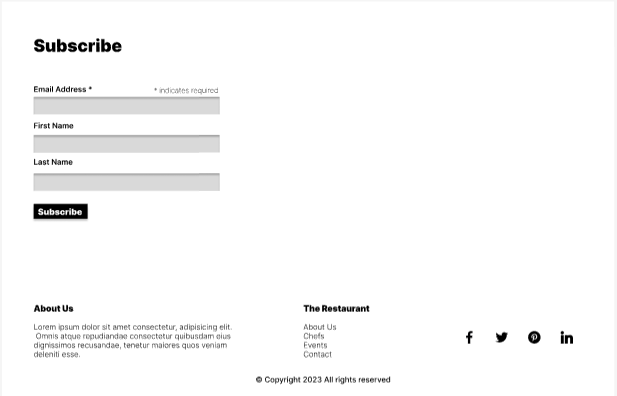 Subscribe
Email Address *
* indicates required
First Name
Last Name
Subscribe
About Us
Lorem ipsum dolor sit amet consectetur, adipisicing elit.
Omnis atque repudiandae consectetur quibusdam eius
dignissimos recusandae, tenetur maiores quos veniam
deleniti esse.
The Restaurant
About Us
Chefs
Events
Contact
© Copyright 2023 All rights reserved